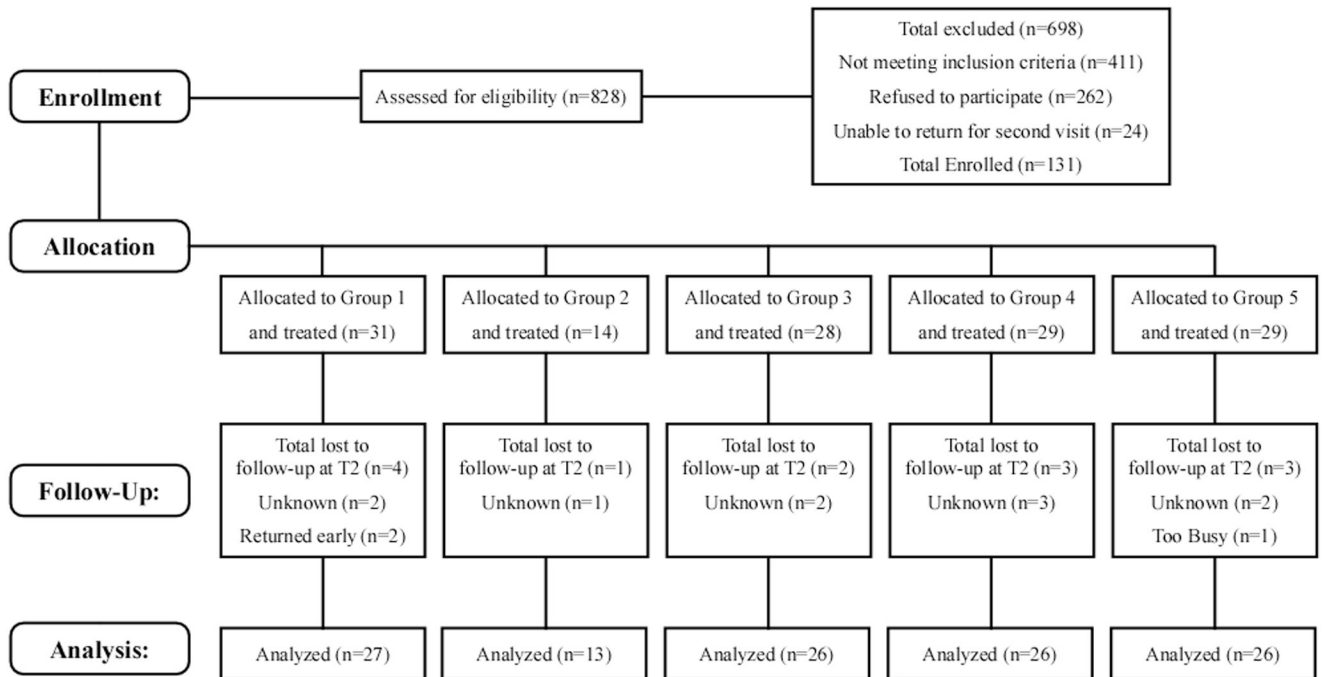 Total excluded (n=698)
Not meeting inclusion criteria (n=411)
Enrollment
Assessed for eligibility (n=828)
Refused to participate (n=262)
Unable to return for second visit (n=24)
Total Enrolled (n=131)
Allocation
Allocated to Group 1
and treated (n=31)
Allocated to Group 2
and treated (n=14)
Allocated to Group 3
and treated (n=28)
Allocated to Group 4
and treated (n=29)
Allocated to Group 5
and treated (n=29)
Follow-Up:
Total lost to
follow-up at T2 (n=4)
Unknown (n=2)
Returned early (n=2)
Total lost to
follow-up at T2 (n=1)
Unknown (n=1)
Total lost to
follow-up at T2 (n=2)
Unknown (n=2)
Total lost to
follow-up at T2 (n=3)
Unknown (n=3)
Total lost to
follow-up at T2 (n=3)
Unknown (n=2)
Too Busy (n=1)
Analysis:
Analyzed (n=27)
Analyzed (n=13)
Analyzed (n=26)
Analyzed (n=26)
Analyzed (n=26)